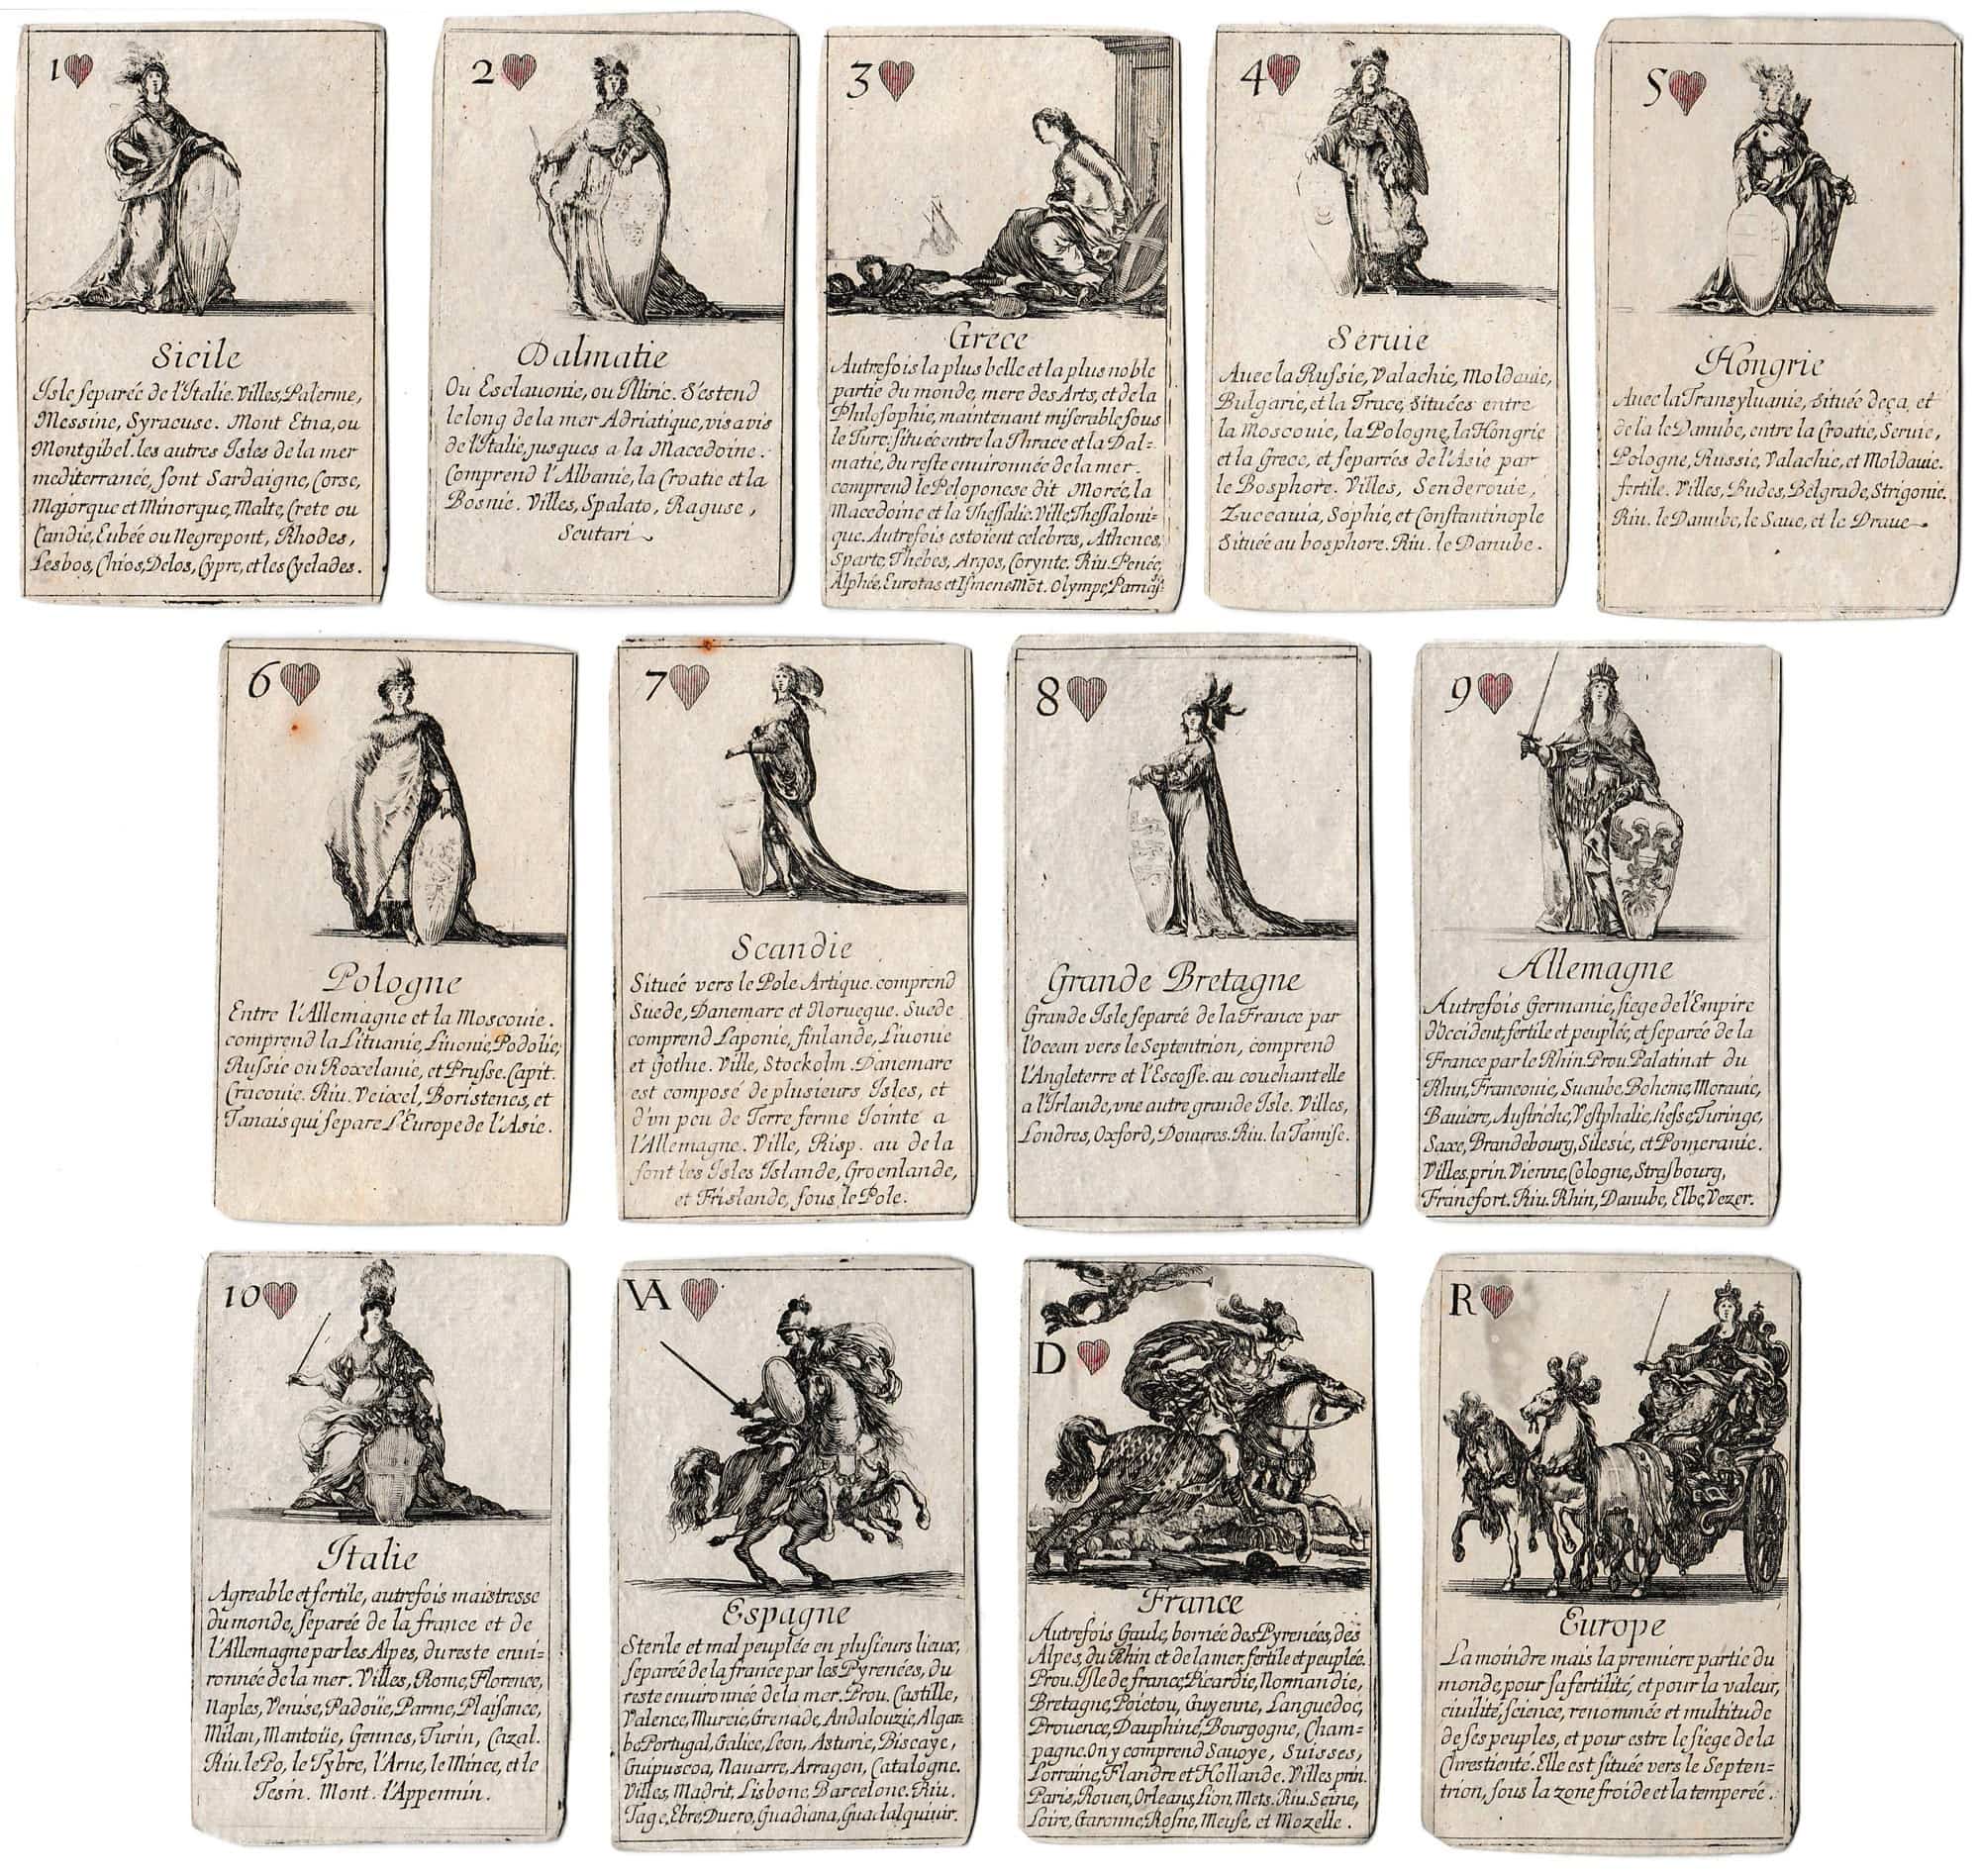 1
Sicile
Isle separée de l'Italie. Villes, Palerme,
Messine, Syracuse. Mont Etna, ou
Montgibel. les autres Isles de la mer
mediterranée, sont Sardaigne, Corse,
Majorque et Minorque, Malte, Crete ou
Candie, Eubée ou Negrepont, Rhodes,
Lesbos, Chios, Delos, Cypre, et les Cyclades.
2
Dalmatie
Ou Esclauonie, ou Illirie. S'estend
le long de la mer Adriatique, vis a vis
de l'Italie, jusques a la Macedoine.
Comprend l'Albanie, la Croatie et la
Bosnie. Villes, Spalato, Raguse,
Scutari
3
Grece
Autrefois la plus belle et la plus noble
partie du monde, mere des Arts, et de la
Philosophie, maintenant miserable sous
le Turc. située entre la Thrace et la Dal=
matie, du reste enuironnée de la mer.
comprend le Peloponese dit Morée, la
Macedoine et la Thessalie. Ville, Thessaloni=
que. Autrefois estoient celebres, Athenes,
Sparte, Thebes, Argos, Corynte. Riu. Penée,
Alphée, Eurotas et Ismene Mōt. Olympe, Parnass
4
Seruie
Auec la Russie, Valachie, Moldauie,
Bulgarie, et la Trace, Situées entre
la Moscouie, la Pologne, la Hongrie
et la Grece, et separées de l'Asie par
le Bosphore. Villes, Senderouie,
Zuccauia, Sophie, et Constantinople
Située au bosphore. Riu. le Danube.
5
Hongrie
Auec la Transyluanie, Située deça, et
de la le Danube, entre la Croatie, Seruie,
Pologne, Russie, Valachie, et Moldauie.
fertile. Villes, Budes, Belgrade, Strigonie.
Riu. le Danube, le Saue, et le Draue
6
Pologne
Entre l'Allemagne et la Moscouie.
comprend la Lituanie, Liuonie, Podolie,
Russie ou Roxelanie, et Prusse. Capit.
Cracouie. Riu. Veixel, Boristenes, et
Tanais qui separe L'Europe de l'Asie.
7
Scandie
Située vers le Pole Artique. comprend
Suede, Danemarc et Noruegue. Suede
comprend Laponie, finlande, Liuonie
et Gothie. Ville, Stockolm. Danemarc
est composé de plusieurs Isles, et
d'vn peu de Terre ferme Iointe a
l'Allemagne. Ville, Risp. au de la
sont les Isles Islande, Groenlande,
et Frislande, sous le Pole.
8
Grande Bretagne
Grande Isle separée de la France par
l'Ocean vers le Septentrion, comprend
l'Angleterre et l'Escosse. au couchant elle
a l'Irlande, vne autre grande Isle. Villes,
Londres, Oxford, Douures. Riu. la Tamise.
9
Allemagne
Autrefois Germanie, siege de l'Empire
d'Occident, fertile et peuplée, et separée de la
France par le Rhin. Prou. Palatinat du
Rhin, Franconie, Suaube, Boheme, Morauie,
Bauiere, Austriche, Vestphalie, Hesse, Turinge,
Saxe, Brandebourg, Silesie, et Pomeranie.
Villes prin. Vienne, Cologne, Strasbourg,
Francfort. Riu. Rhin, Danube, Elbe, Vezer.
10
Italie
Agreable et fertile, autrefois maistresse
du monde, separée de la france et de
l'Allemagne par les Alpes, du reste enui=
ronnée de la mer. Villes, Rome, Florence,
Naples, Venise, Padoüe, Parme, Plaisance,
Milan, Mantoüe, Gennes, Turin, Cazal.
Riu. le Po, le Tybre, l'Arne, le Mince, et le
Tesin. Mont. l'Appennin.
VA
Espagne
Sterile et mal peuplée en plusieurs lieux,
separée de la france par les Pyrenées, du
reste enuironnée de la mer. Prou. Castille,
Valence, Murcie, Grenade, Andalouzie, Algar=
be Portugal, Galice, Leon, Asturie, Biscaye,
Guipuscoa, Nauarre, Arragon, Catalogne.
Villes, Madrit, Lisbone, Barcelone. Riu.
Tage, Ebre, Duero, Guadiana, Guadalquiuir.
D
France
Autrefois Gaule, bornée des Pyrenées, des
Alpes, du Rhin et de la mer. fertile et peuplée.
Prou. Isle de france, Picardie, Normandie,
Bretagne, Poictou, Guyenne, Languedoc,
Prouence, Dauphiné, Bourgogne, Cham=
pagne. On y comprend Sauoye, Suisses,
Lorraine, Flandre et Hollande. Villes prin.
Paris, Rouen, Orleans, Lion, Mets. Riu. Seine,
Loire, Garonne, Rosne, Meuse, et Mozelle.
R
Europe
La moindre mais la premiere partie du
monde, pour sa fertilité, et pour la valeur,
ciuilité, science, renommée et multitude
de ses peuples, et pour estre le siege de la
Chrestienté. Elle est située vers le Septen=
trion, sous la zone froide et la temperée.